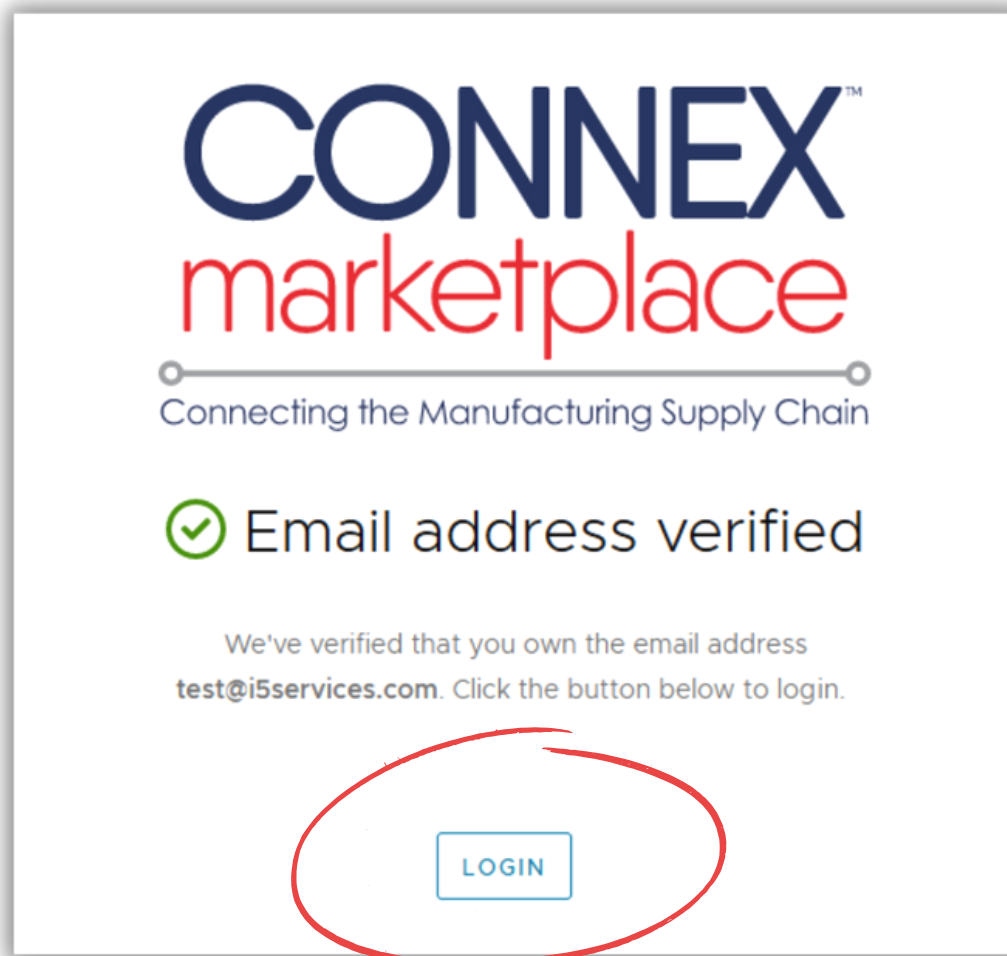 CONNEX™
marketplace
Connecting the Manufacturing Supply Chain
Email address verified
We've verified that you own the email address
test@i5services.com. Click the button below to login.
LOGIN